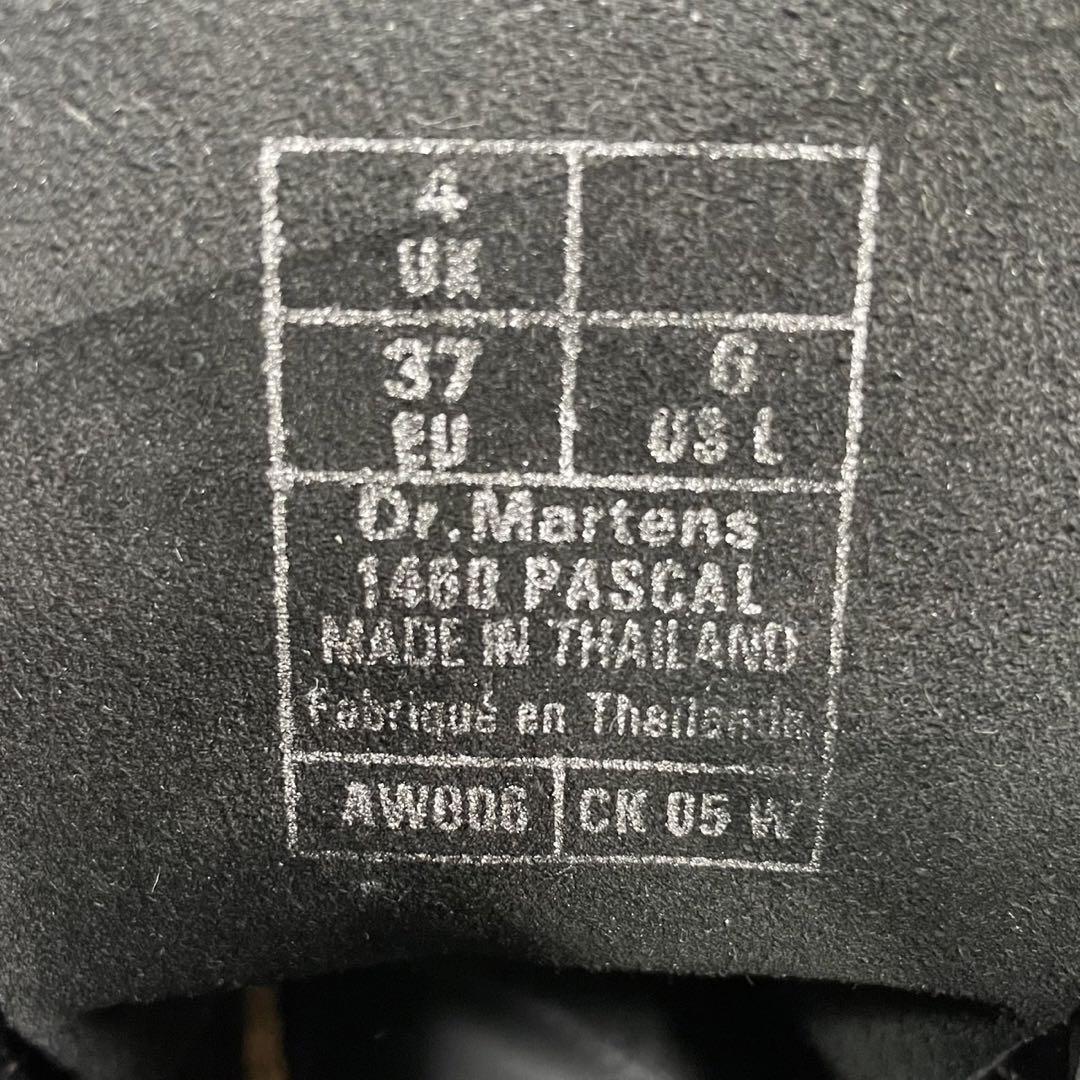 4
UK
37
EU
6
US L
Dr.Martens
1460 PASCAL
MADE IN THAILAND
Fabriqué en Thaïlande
AW006
CK 05 W